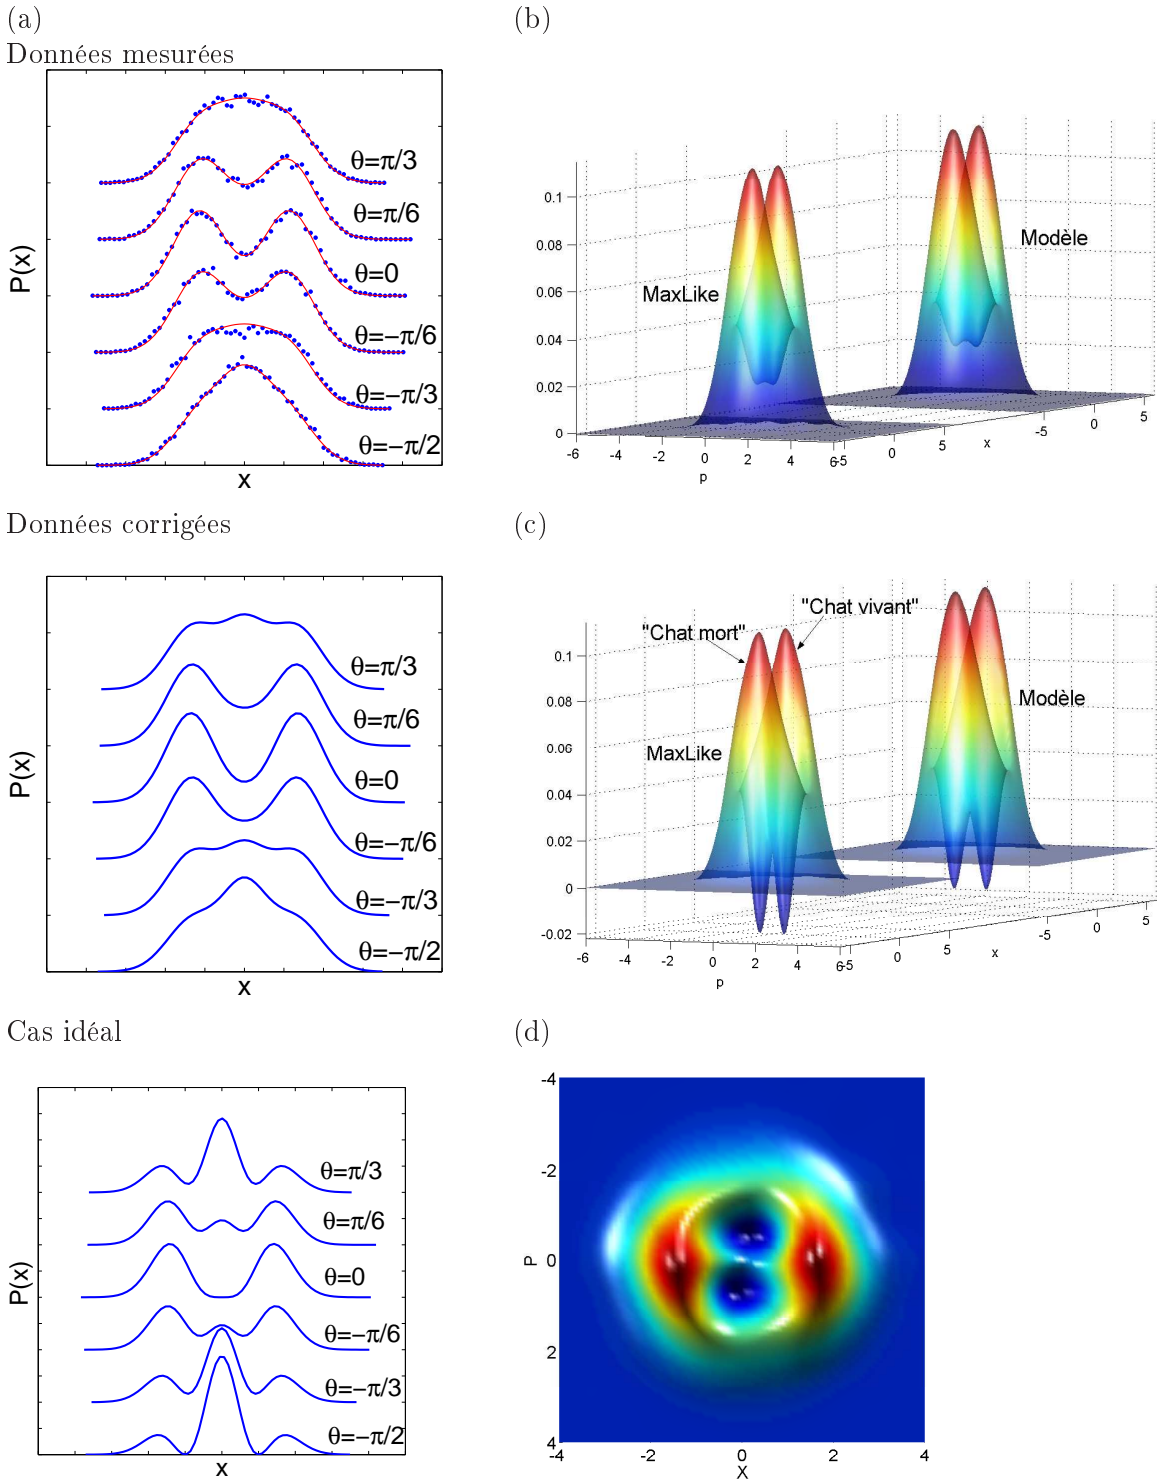 (a)
Données mesurées
θ=π/3
θ=π/6
θ=0
θ=−π/6
θ=−π/3
θ=−π/2
P(x)
x
(b)
0.1
0.08
0.06
0.04
0.02
0
MaxLike
Modèle
-6 -4 -2 0 2 4 6
p
-5 0 5
x
-5 0 5
Données corrigées
θ=π/3
θ=π/6
θ=0
θ=−π/6
θ=−π/3
θ=−π/2
P(x)
x
(c)
"Chat vivant"
"Chat mort"
0.1
0.08
0.06
0.04
0.02
0
-0.02
MaxLike
Modèle
-6 -4 -2 0 2 4 6
p
-5 0 5
x
-5 0 5
Cas idéal
θ=π/3
θ=π/6
θ=0
θ=−π/6
θ=−π/3
θ=−π/2
P(x)
x
(d)
-4
-2
0
2
4
P
-4 -2 0 2 4
X